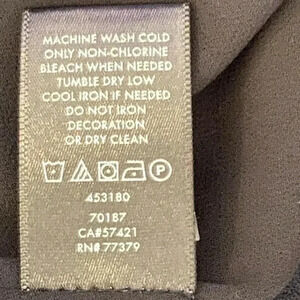 MACHINE WASH COLD
ONLY NON-CHLORINE
BLEACH WHEN NEEDED
TUMBLE DRY LOW
COOL IRON IF NEEDED
DO NOT IRON
DECORATION
OR DRY CLEAN
P
453180
70187
CA#57421
RN# 77379